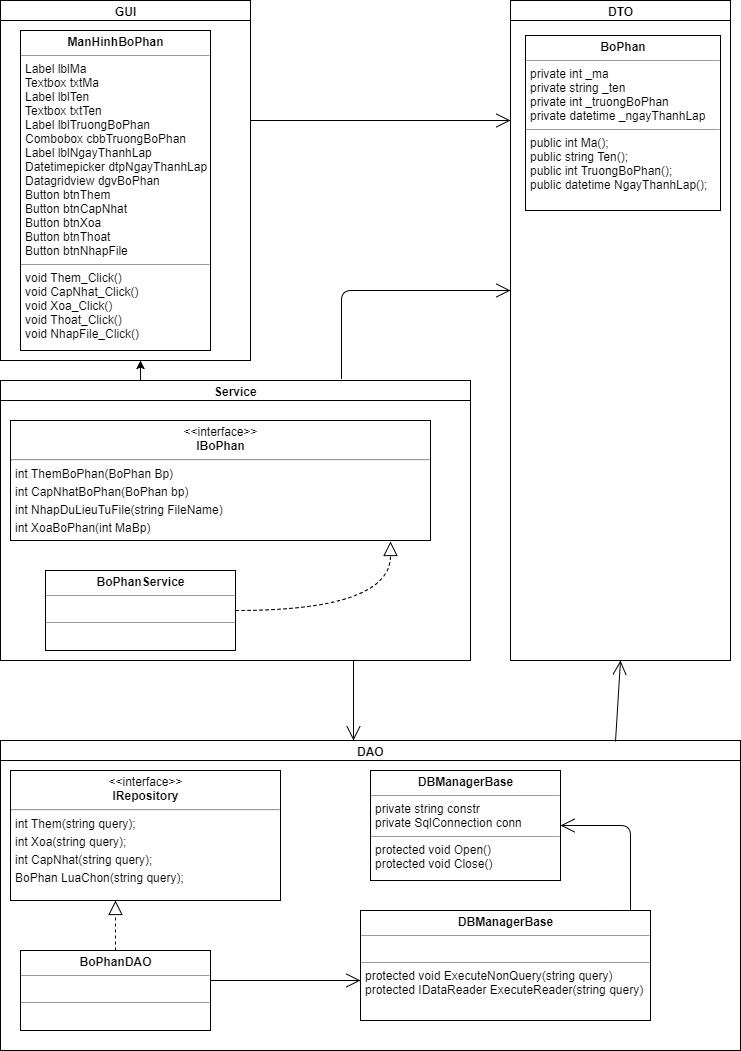 GUI
ManHinhBoPhan
Label lblMa
Textbox txtMa
Label lblTen
Textbox txtTen
Label lblTruongBoPhan
Combobox cbbTruongBoPhan
Label lblNgayThanhLap
Datetimepicker dtpNgayThanhLap
Datagridview dgvBoPhan
Button btnThem
Button btnCapNhat
Button btnXoa
Button btnThoat
Button btnNhapFile
void Them_Click()
void CapNhat_Click()
void Xoa_Click()
void Thoat_Click()
void NhapFile_Click()
DTO
BoPhan
private int _ma
private string _ten
private int _truongBoPhan
private datetime _ngayThanhLap
public int Ma();
public string Ten();
public int TruongBoPhan();
public datetime NgayThanhLap();
Service
<<interface>>
IBoPhan
int ThemBoPhan(BoPhan Bp)
int CapNhatBoPhan(BoPhan bp)
int NhapDuLieuTuFile(string FileName)
int XoaBoPhan(int MaBp)
BoPhanService
DAO
<<interface>>
IRepository
int Them(string query);
int Xoa(string query);
int CapNhat(string query);
BoPhan LuaChon(string query);
BoPhanDAO
DBManagerBase
private string constr
private SqlConnection conn
protected void Open()
protected void Close()
DBManagerBase
protected void ExecuteNonQuery(string query)
protected IDataReader ExecuteReader(string query)